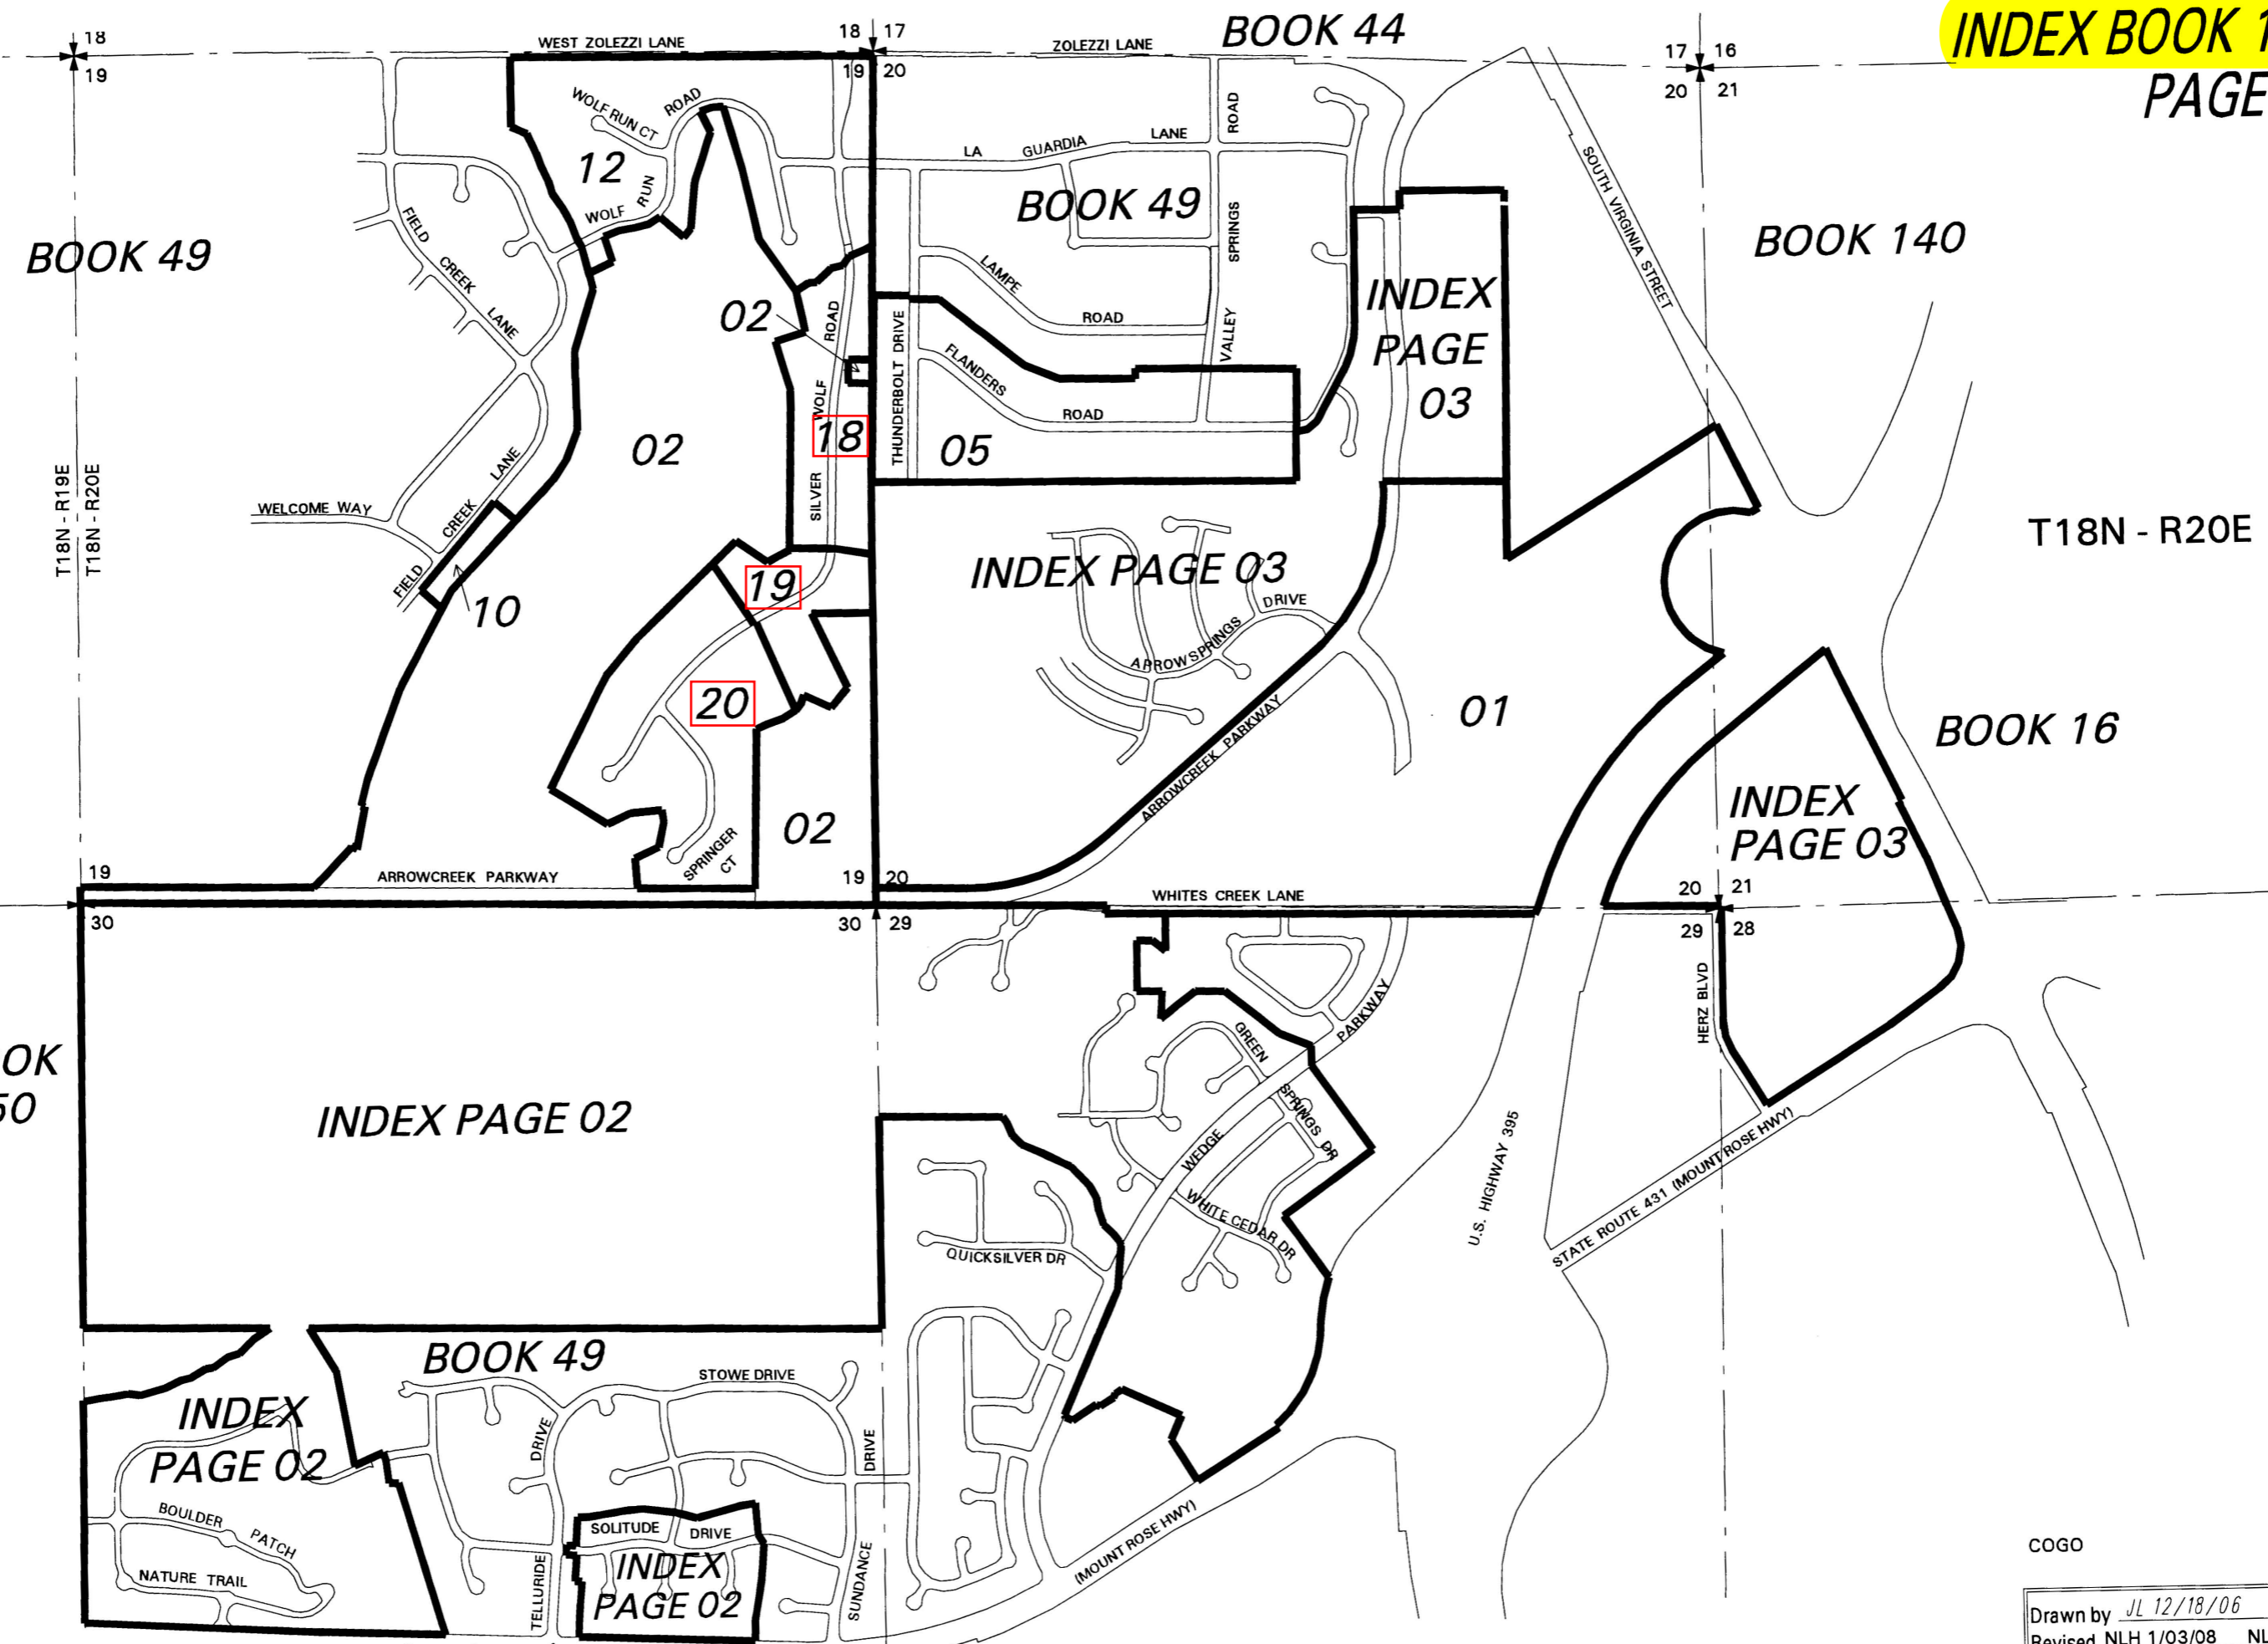 18
19
WEST ZOLEZZI LANE
18
17
19
20
ZOLEZZI LANE
BOOK 44
17
16
20
21
INDEX BOOK 1
PAGE
WOLF RUN CT
ROAD
12
WOLF
RUN
LA GUARDIA LANE
ROAD
BOOK 49
BOOK 49
FIELD CREEK LANE
SPRINGS
VALLEY
LAMPE
ROAD
SOUTH VIRGINIA STREET
BOOK 140
INDEX
PAGE
03
02
ROAD
WOLF
SILVER
THUNDERBOLT DRIVE
FLANDERS
ROAD
02
18
05
T18N - R19E
T18N - R20E
WELCOME WAY
FIELD
CREEK
LANE
10
19
INDEX PAGE 03
DRIVE
ARROWSPRINGS
T18N - R20E
20
ARROWCREEK PARKWAY
01
BOOK 16
02
INDEX
PAGE 03
SPRINGER
CT
19
ARROWCREEK PARKWAY
19
20
WHITES CREEK LANE
20
21
30
30
29
29
28
HERZ BLVD
PARKWAY
GREEN
SPRINGS DR
WEDGE
WHITE CEDAR DR
OK
50
INDEX PAGE 02
U.S. HIGHWAY 395
STATE ROUTE 431 (MOUNT ROSE HWY)
QUICKSILVER DR
BOOK 49
STOWE DRIVE
INDEX
PAGE 02
DRIVE
DRIVE
BOULDER PATCH
NATURE TRAIL
TELLURIDE
SOLITUDE DRIVE
INDEX
PAGE 02
SUNDANCE
(MOUNT ROSE HWY)
COGO
Drawn by JL 12/18/06
Revised NLH 1/03/08 NL